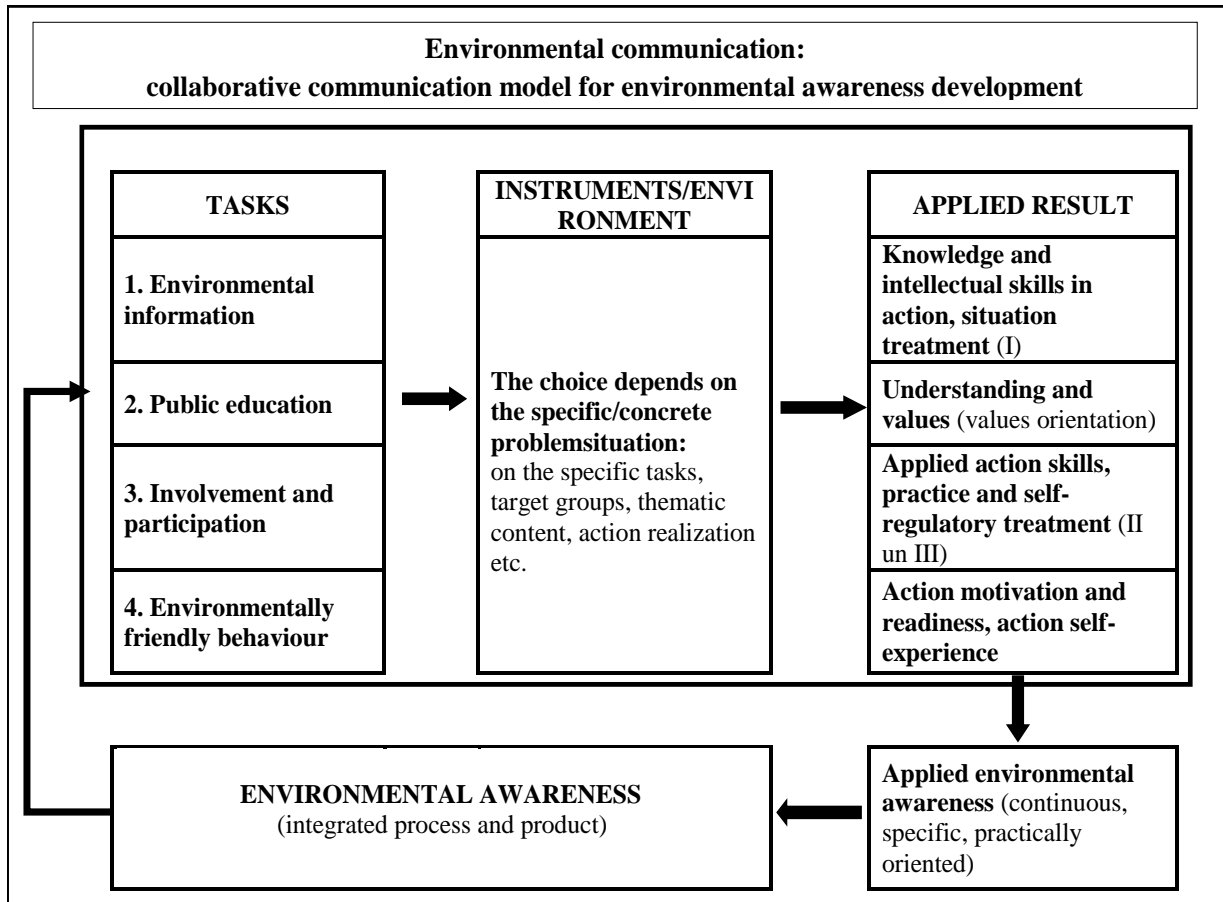 Environmental communication:
collaborative communication model for environmental awareness development
TASKS
1. Environmental
information
2. Public education
3. Involvement and
participation
4. Environmentally
friendly behaviour
INSTRUMENTS/ENVI
RONMENT
The choice depends on
the specific/concrete
problemsituation:
on the specific tasks,
target groups, thematic
content, action realization
etc.
APPLIED RESULT
Knowledge and
intellectual skills in
action, situation
treatment (I)
Understanding and
values (values orientation)
Applied action skills,
practice and self-
regulatory treatment (II
un III)
Action motivation and
readiness, action self-
experience
Applied environmental
awareness (continuous,
specific, practically
oriented)
ENVIRONMENTAL AWARENESS
(integrated process and product)